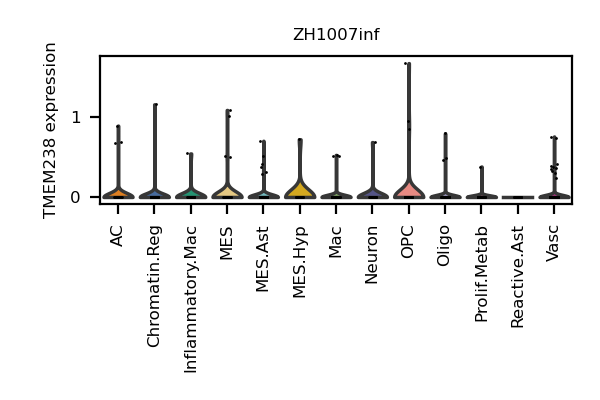 ZH1007inf
TMEM238 expression
1
0
AC
Chromatin.Reg
Inflammatory.Mac
MES
MES.Ast
MES.Hyp
Mac
Neuron
OPC
Oligo
Prolif.Metab
Reactive.Ast
Vasc